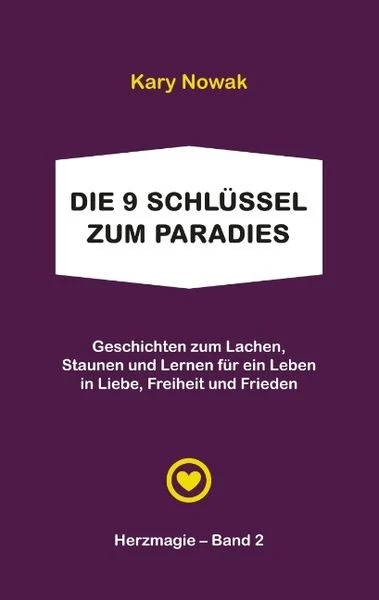 Kary Nowak
DIE 9 SCHLÜSSEL
ZUM PARADIES
Geschichten zum Lachen,
Staunen und Lernen für ein Leben
in Liebe, Freiheit und Frieden
Herzmagie – Band 2